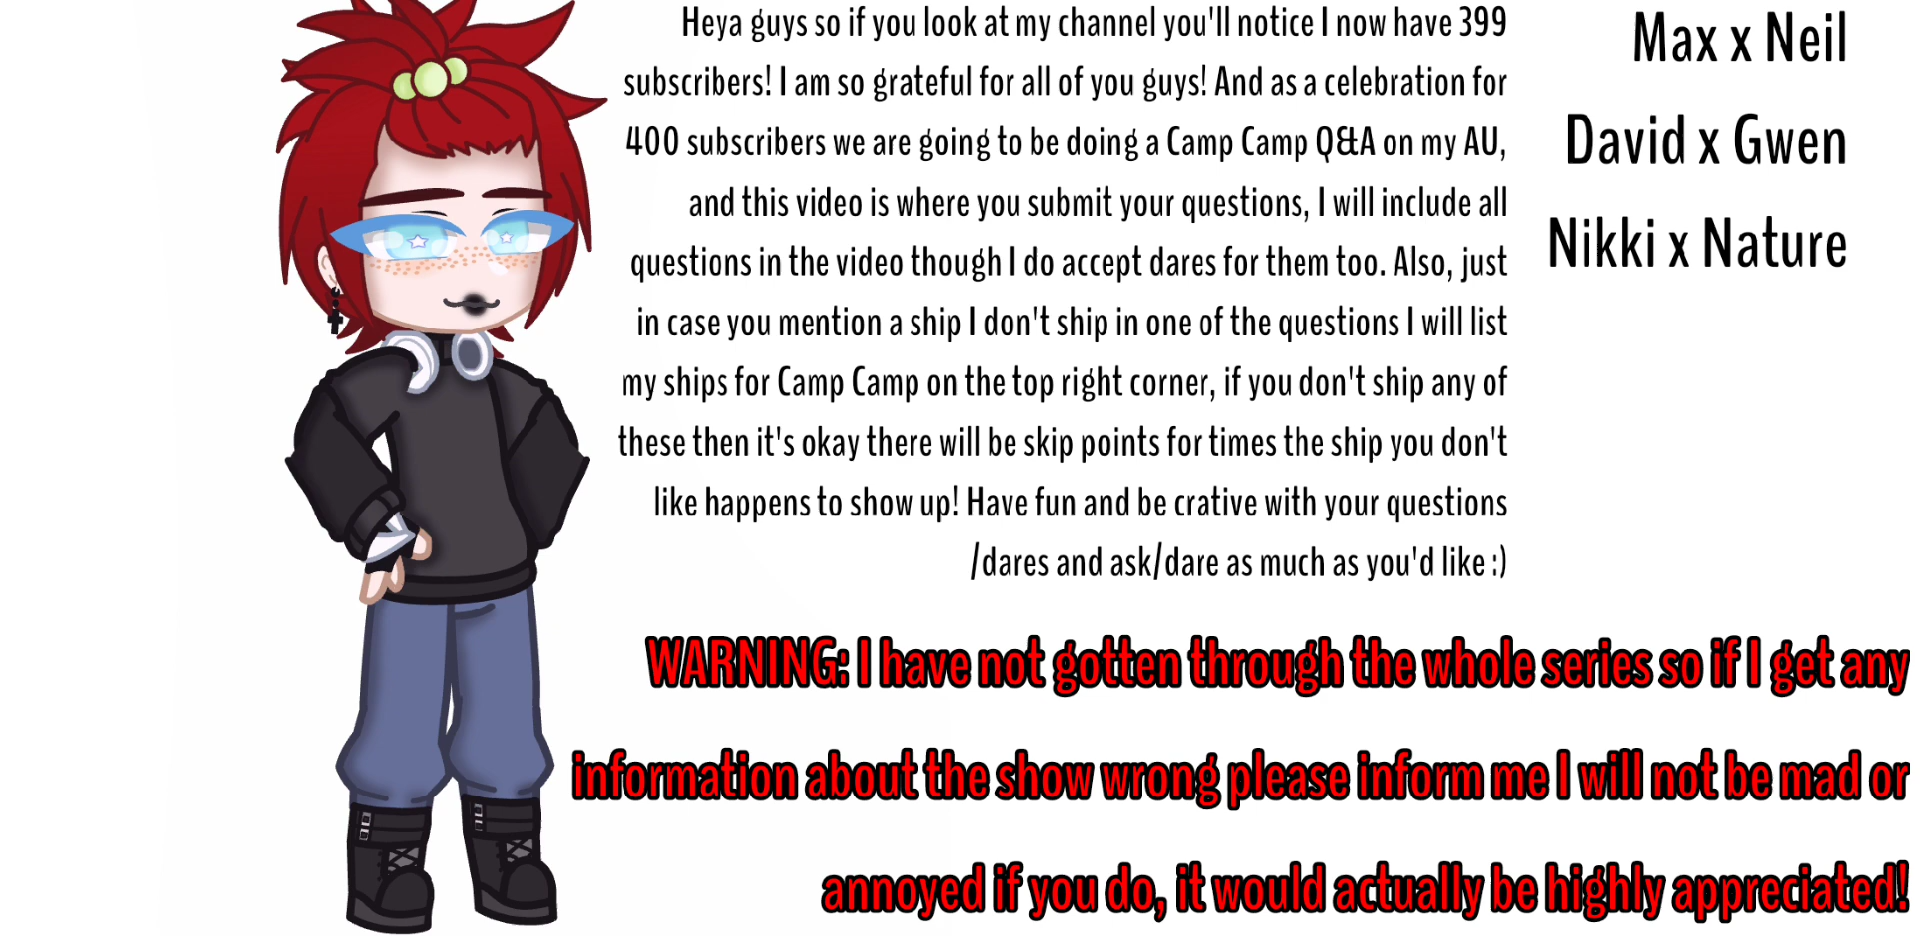 Heya guys so if you look at my channel you'll notice I now have 399
subscribers! I am so grateful for all of you guys! And as a celebration for
400 subscribers we are going to be doing a Camp Camp Q&A on my AU,
and this video is where you submit your questions, I will include all
questions in the video though I do accept dares for them too. Also, just
in case you mention a ship I don't ship in one of the questions I will list
my ships for Camp Camp on the top right corner, if you don't ship any of
these then it's okay there will be skip points for times the ship you don't
like happens to show up! Have fun and be crative with your questions
/dares and ask/dare as much as you'd like :)
Max x Neil
David x Gwen
Nikki x Nature
WARNING: I have not gotten through the whole series so if I get any
information about the show wrong please inform me I will not be mad or
annoyed if you do, it would actually be highly appreciated!